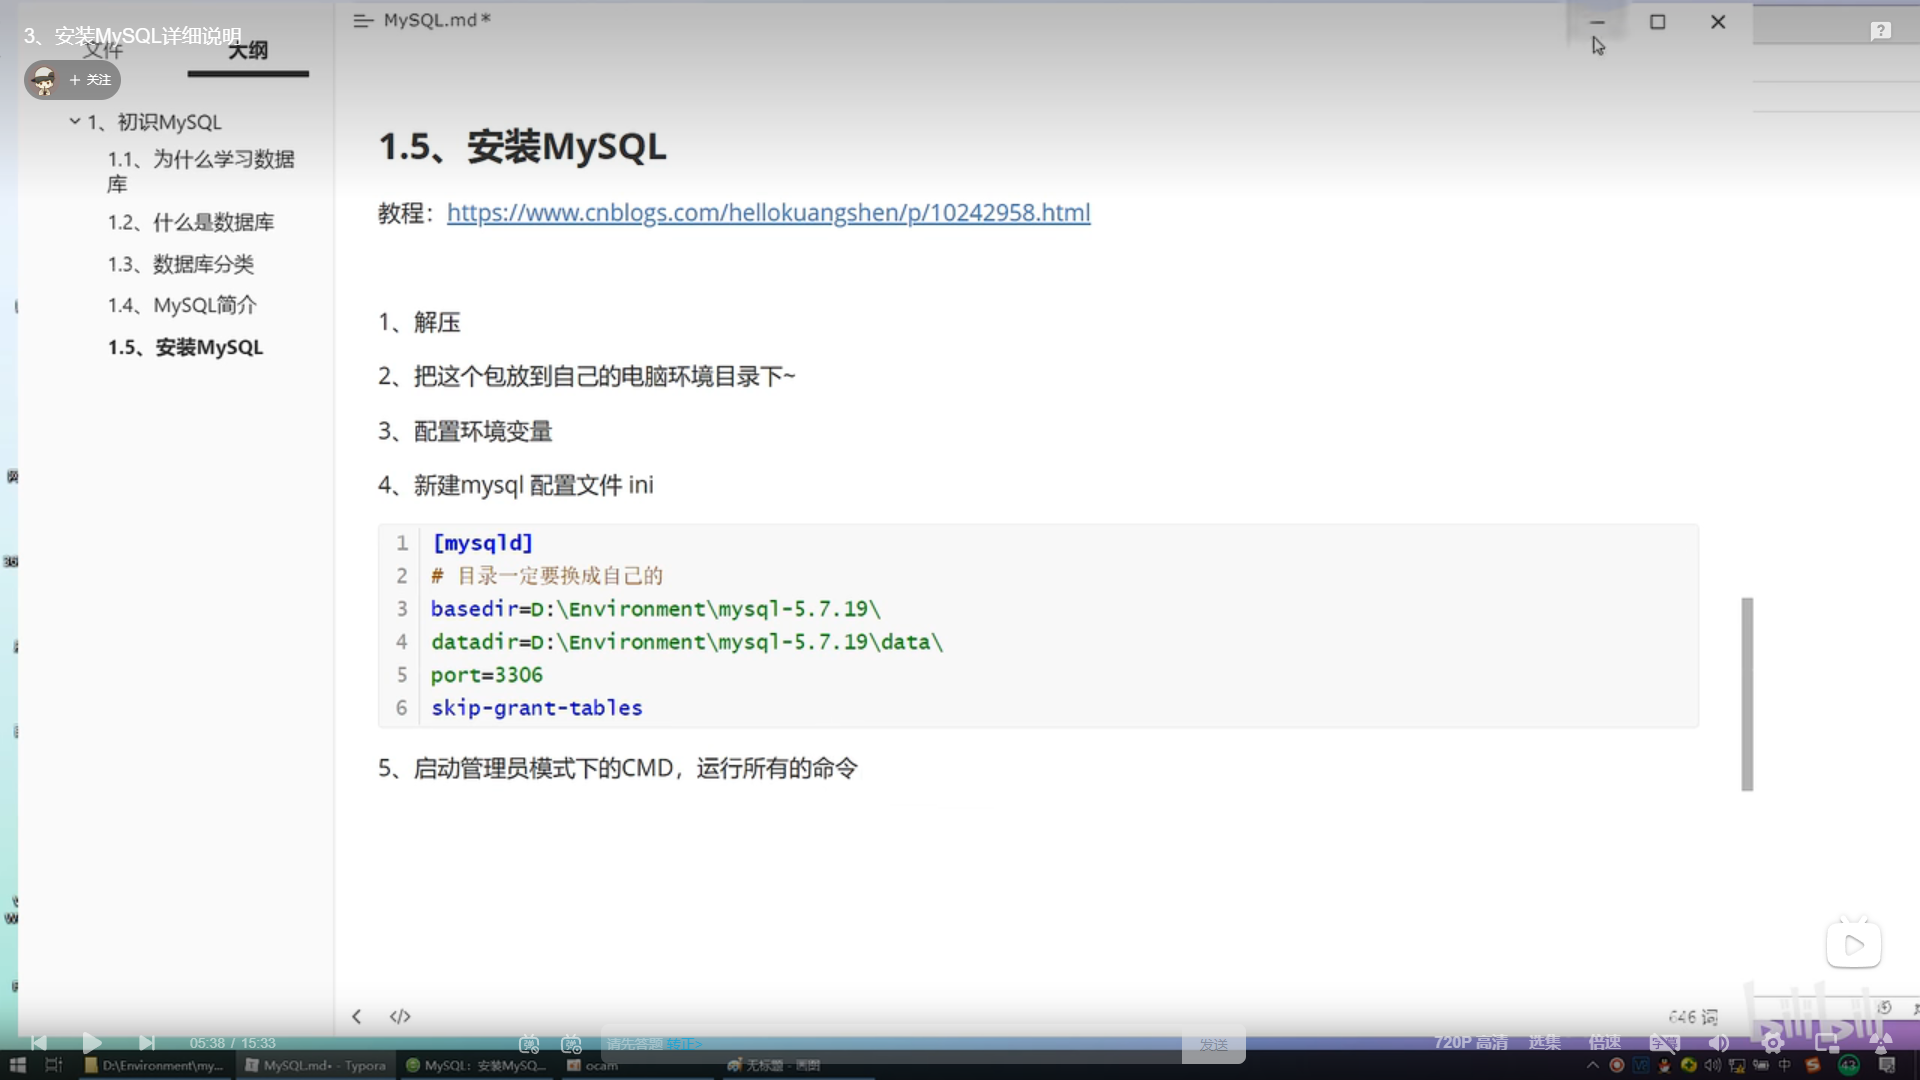 3、安装MySQL详细说明
+ 关注
文件
大纲
MySQL.md*
1、初识MySQL
1.1、为什么学习数据
库
1.2、什么是数据库
1.3、数据库分类
1.4、MySQL简介
1.5、安装MySQL
1.5、安装MySQL
教程：https://www.cnblogs.com/hellokuangshen/p/10242958.html
1、解压
2、把这个包放到自己的电脑环境目录下~
3、配置环境变量
4、新建mysql 配置文件 ini
1 [mysqld]
2 # 目录一定要换成自己的
3 basedir=D:\Environment\mysql-5.7.19\
4 datadir=D:\Environment\mysql-5.7.19\data\
5 port=3306
6 skip-grant-tables
5、启动管理员模式下的CMD，运行所有的命令
646 词
bilibili
05:38 / 15:33
请先答题 转正>
发送
720P 高清
选集
倍速
字幕
D:\Environment\my...
MySQL.md• - Typora
MySQL：安装MySQ...
ocam
无标题 - 画图
中
43